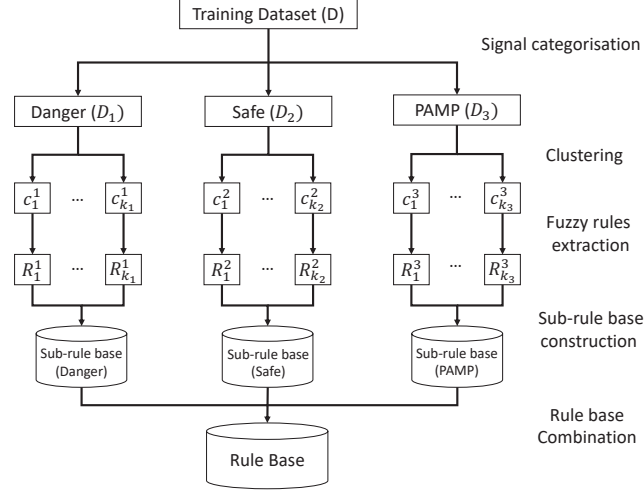 Training Dataset (D)
Signal categorisation
Danger (𝐷₁)
Safe (𝐷₂)
PAMP (𝐷₃)
Clustering
𝑐₁¹ ... 𝑐ₖ₁¹
𝑐₁² ... 𝑐ₖ₂²
𝑐₁³ ... 𝑐ₖ₃³
Fuzzy rules
extraction
𝑅₁¹ ... 𝑅ₖ₁¹
𝑅₁² ... 𝑅ₖ₂²
𝑅₁³ ... 𝑅ₖ₃³
Sub-rule base
construction
Sub-rule base
(Danger)
Sub-rule base
(Safe)
Sub-rule base
(PAMP)
Rule base
Combination
Rule Base